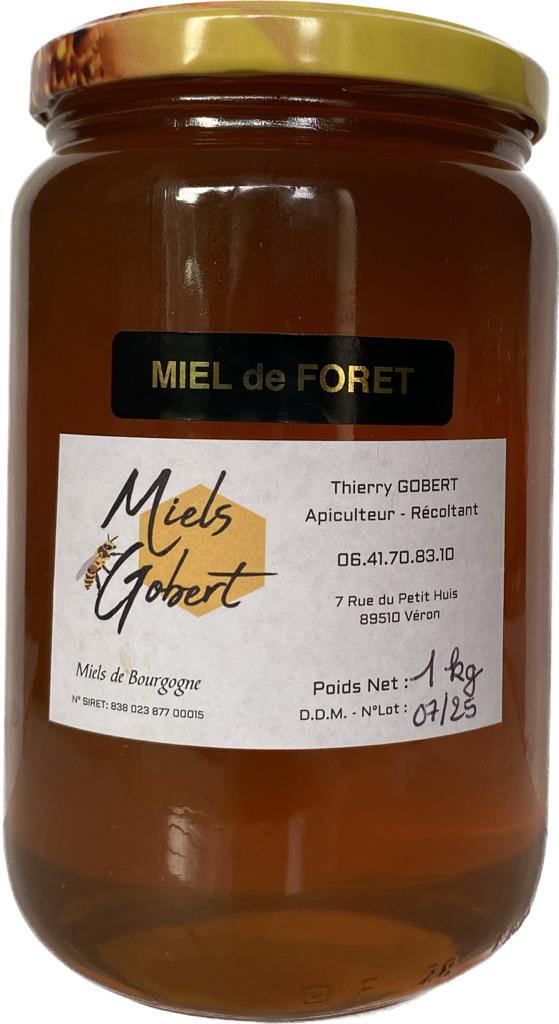 MIEL de FORET
Miels
Gobert
Miels de Bourgogne
N° SIRET: 838 023 877 00015
Thierry GOBERT
Apiculteur - Récoltant
06.41.70.83.10
7 Rue du Petit Huis
89510 Véron
Poids Net : 1 kg
D.D.M. - N°Lot : 07/25